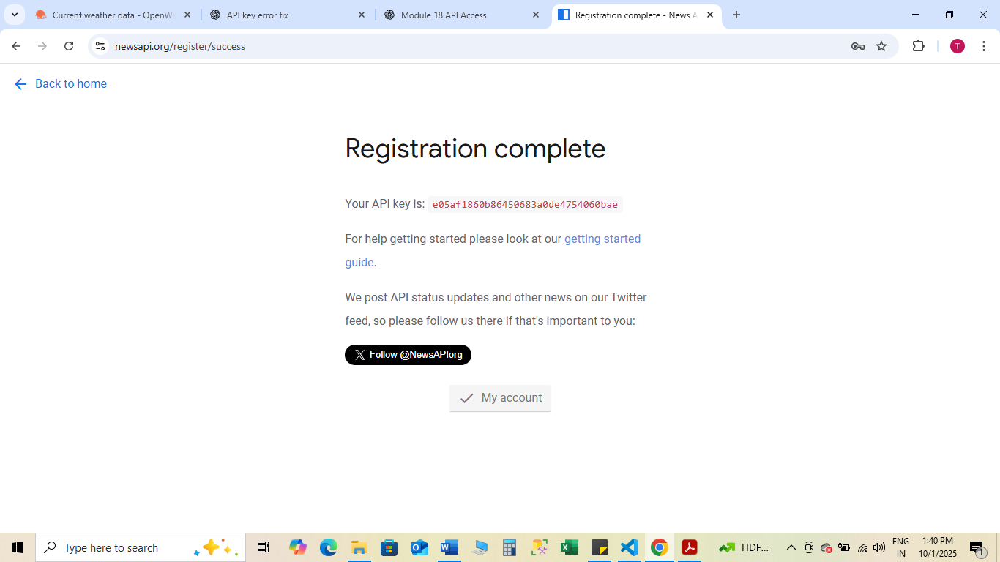 Current weather data - OpenWe
API key error fix
Module 18 API Access
Registration complete - News A
newsapi.org/register/success
T
Back to home
Registration complete
Your API key is: e05af1860b86450683a0de4754060bae
For help getting started please look at our getting started
guide.
We post API status updates and other news on our Twitter
feed, so please follow us there if that's important to you:
Follow @NewsAPIorg
My account
Type here to search
HDF...
ENG
IN
1:40 PM
10/1/2025
1